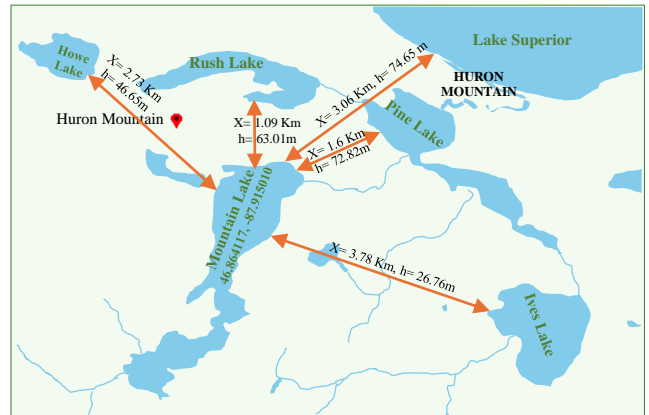 Lake Superior
Howe
Lake
Rush Lake
X= 2.73 Km
h= 46.65m
X= 3.06 Km, h= 74.65 m
HURON
MOUNTAIN
Huron Mountain
X= 1.09 Km
h= 63.01m
Pine Lake
X= 1.6 Km
h= 72.82m
Mountain Lake
46.864117, -87.915010
X= 3.78 Km, h= 26.76m
Ives Lake